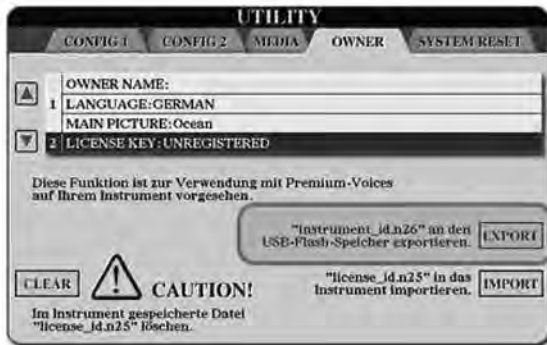 UTILITY
CONFIG 1 CONFIG 2 MEDIA OWNER SYSTEM RESET
OWNER NAME:
1 LANGUAGE:GERMAN
MAIN PICTURE:Ocean
2 LICENSE KEY:UNREGISTERED
Diese Funktion ist zur Verwendung mit Premium-Voices
auf Ihrem Instrument vorgesehen.
"instrument_id.n26" an den
USB-Flash-Speicher exportieren.
EXPORT
"license_id.n25" in das
Instrument importieren.
IMPORT
CLEAR
! CAUTION!
Im Instrument gespeicherte Datei
"license_id.n25" löschen.